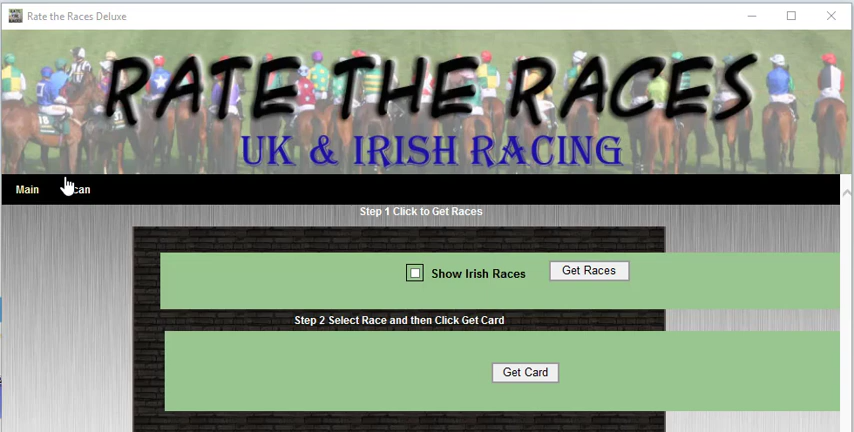 Rate the Races Deluxe
RATE THE RACES
UK & IRISH RACING
Main can
Step 1 Click to Get Races
Show Irish Races Get Races
Step 2 Select Race and then Click Get Card
Get Card